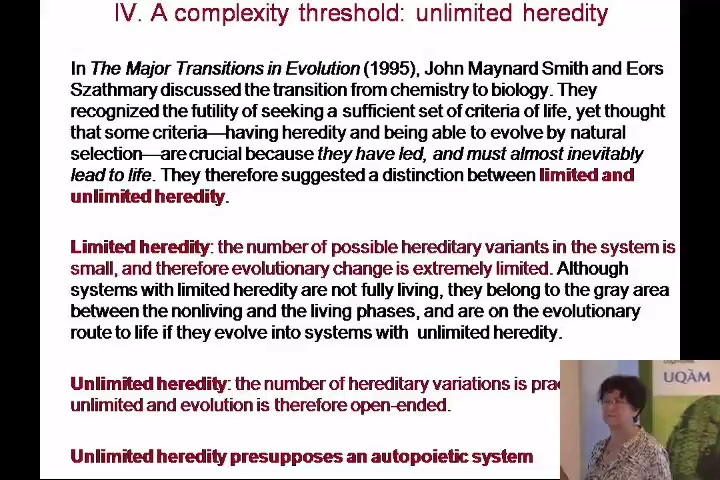 IV. A complexity threshold: unlimited heredity
In The Major Transitions in Evolution (1995), John Maynard Smith and Eors
Szathmary discussed the transition from chemistry to biology. They
recognized the futility of seeking a sufficient set of criteria of life, yet thought
that some criteria—having heredity and being able to evolve by natural
selection—are crucial because they have led, and must almost inevitably
lead to life. They therefore suggested a distinction between limited and
unlimited heredity.
Limited heredity: the number of possible hereditary variants in the system is
small, and therefore evolutionary change is extremely limited. Although
systems with limited heredity are not fully living, they belong to the gray area
between the nonliving and the living phases, and are on the evolutionary
route to life if they evolve into systems with unlimited heredity.
Unlimited heredity: the number of hereditary variations is
unlimited and evolution is therefore open-ended.
Unlimited heredity presupposes an autopoietic system
UQÀM